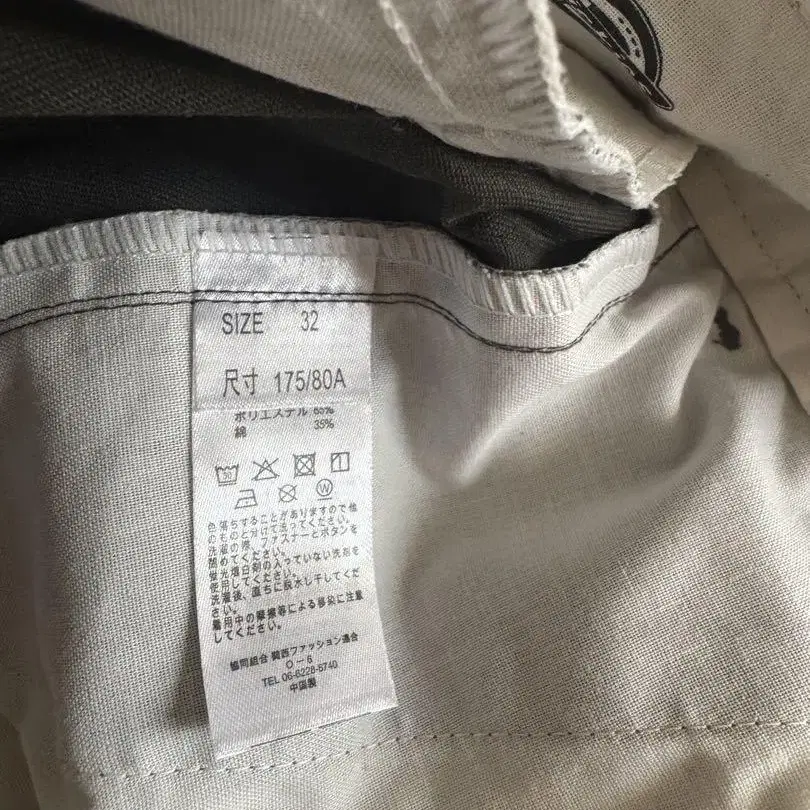 SIZE 32
尺寸 175/80A
ポリエステル 65%
綿 35%
色落ちすることがありますので他
のものと分けて洗ってください。
洗濯の際、ファスナーとボタンを
閉めてください。
蛍光増白剤の入っていない洗剤を
使用してください。
洗濯後、直ちに脱水し干してくだ
さい。
着用中の摩擦等による移染に注意
してください。
協同組合 関西ファッション連合
O-6
TEL 06-6228-6740
中国製